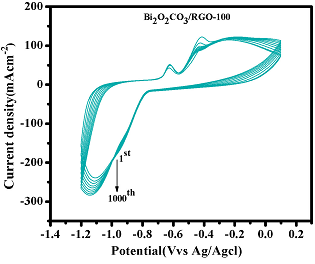 Bi2O2CO3/RGO-100
Current density(mAcm-2)
200
100
0
-100
-200
-300
1st
1000th
-1.4 -1.2 -1.0 -0.8 -0.6 -0.4 -0.2 0.0 0.2
Potential(Vvs Ag/Agcl)